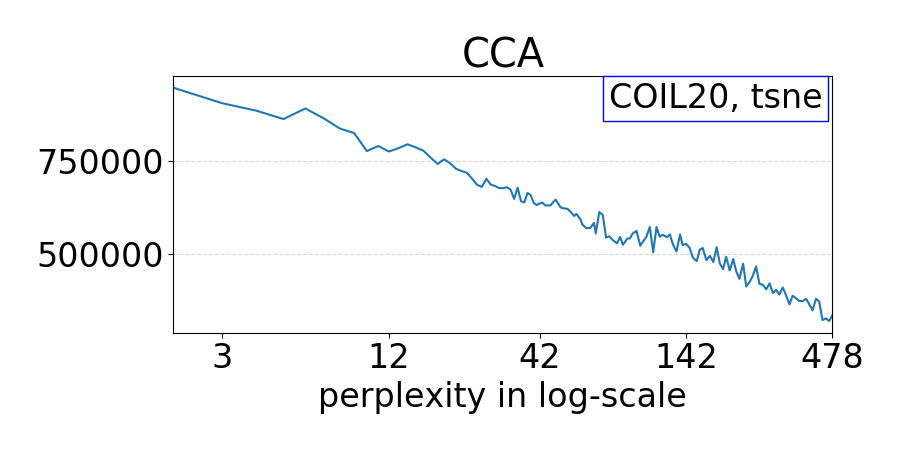 CCA
COIL20, tsne
750000
500000
3 12 42 142 478
perplexity in log-scale